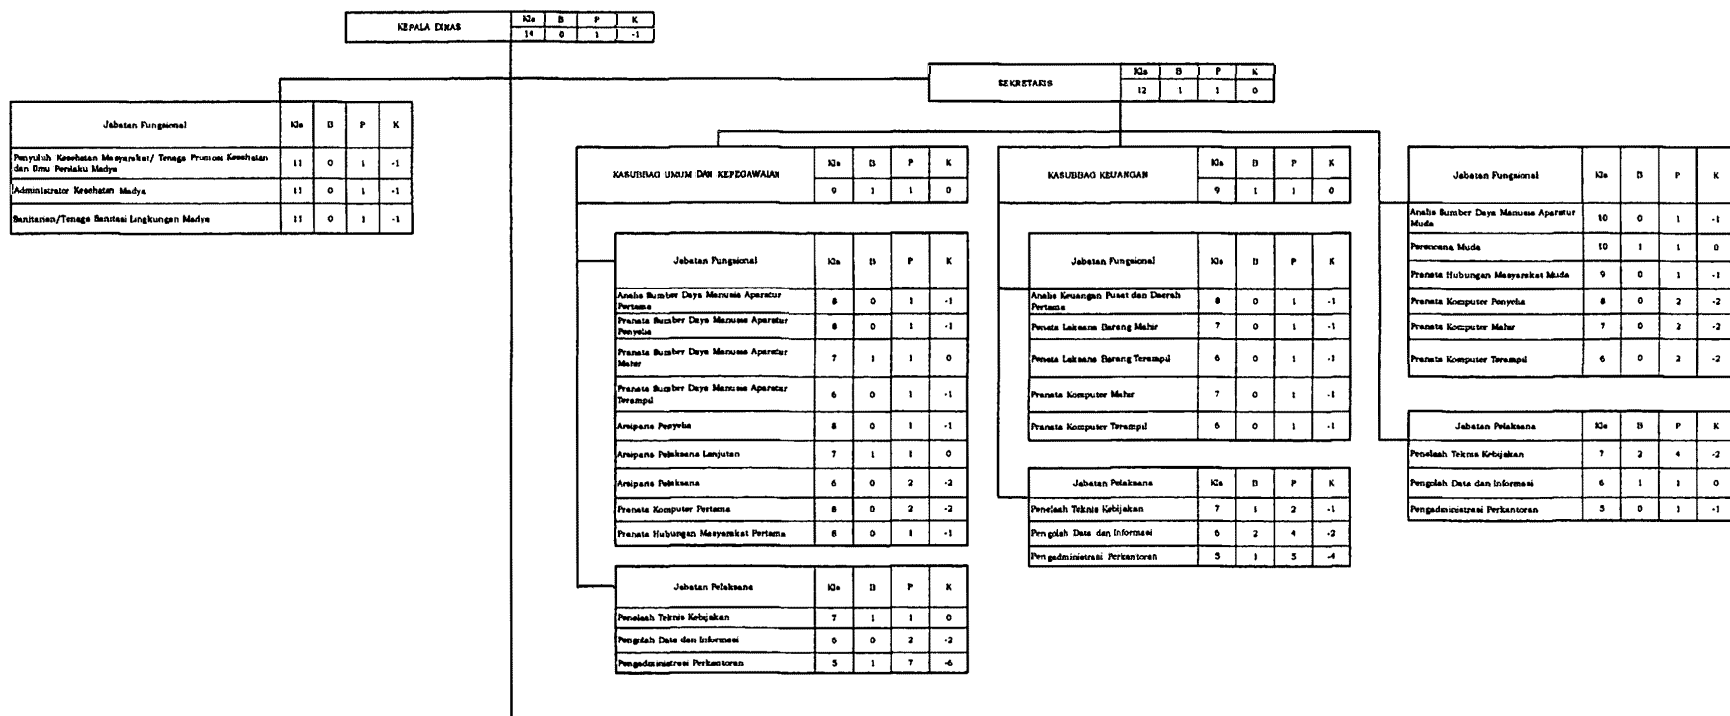 KEPALA DINAS Kls B P K
14 0 1 -1
SEKRETARIS Kls B P K
12 1 1 0
Jabatan Fungsional Kls B P K
Penyuluh Kesehatan Masyarakat/ Tenaga Promosi Kesehatan
dan Ilmu Perilaku Madya 11 0 1 -1
Administrator Kesehatan Madya 11 0 1 -1
Sanitarian/Tenaga Sanitasi Lingkungan Madya 11 0 1 -1
KASUBBAG UMUM DAN KEPEGAWAIAN Kls B P K
9 1 1 0
Jabatan Fungsional Kls B P K
Analis Sumber Daya Manusia Aparatur
Pertama 8 0 1 -1
Pranata Sumber Daya Manusia Aparatur
Penyelia 8 0 1 -1
Pranata Sumber Daya Manusia Aparatur
Mahir 7 1 1 0
Pranata Sumber Daya Manusia Aparatur
Terampil 6 0 1 -1
Arsiparis Penyelia 8 0 1 -1
Arsiparis Pelaksana Lanjutan 7 1 1 0
Arsiparis Pelaksana 6 0 2 -2
Pranata Komputer Pertama 8 0 2 -2
Pranata Hubungan Masyarakat Pertama 8 0 1 -1
Jabatan Pelaksana Kls B P K
Penelaah Teknis Kebijakan 7 1 1 0
Pengolah Data dan Informasi 6 0 2 -2
Pengadministrasi Perkantoran 5 1 7 -6
KASUBBAG KEUANGAN Kls B P K
9 1 1 0
Jabatan Fungsional Kls B P K
Analis Keuangan Pusat dan Daerah
Pertama 8 0 1 -1
Penata Laksana Barang Mahir 7 0 1 -1
Penata Laksana Barang Terampil 6 0 1 -1
Pranata Komputer Mahir 7 0 1 -1
Pranata Komputer Terampil 6 0 1 -1
Jabatan Pelaksana Kls B P K
Penelaah Teknis Kebijakan 7 1 2 -1
Pengolah Data dan Informasi 6 2 4 -2
Pengadministrasi Perkantoran 5 1 5 -4
Jabatan Fungsional Kls B P K
Analis Sumber Daya Manusia Aparatur
Muda 10 0 1 -1
Perencana Muda 10 1 1 0
Pranata Hubungan Masyarakat Muda 9 0 1 -1
Pranata Komputer Penyelia 8 0 2 -2
Pranata Komputer Mahir 7 0 2 -2
Pranata Komputer Terampil 6 0 2 -2
Jabatan Pelaksana Kls B P K
Penelaah Teknis Kebijakan 7 2 4 -2
Pengolah Data dan Informasi 6 1 1 0
Pengadministrasi Perkantoran 5 0 1 -1